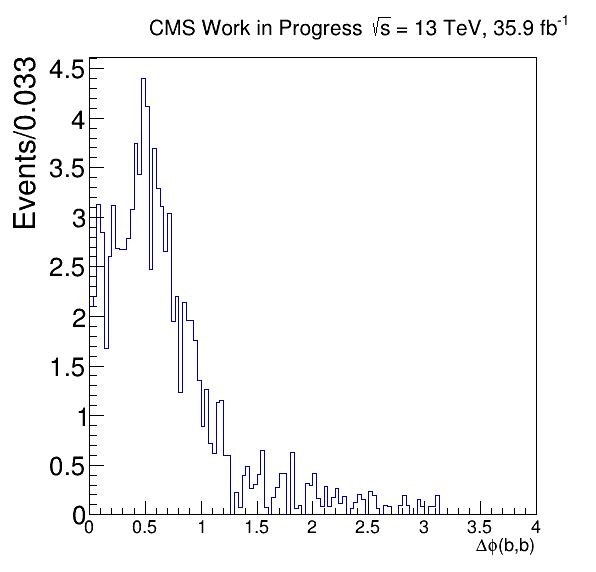 CMS Work in Progress √s = 13 TeV, 35.9 fb⁻¹
Events/0.033
4.5
4
3.5
3
2.5
2
1.5
1
0.5
0
0 0.5 1 1.5 2 2.5 3 3.5 4
Δϕ(b,b)